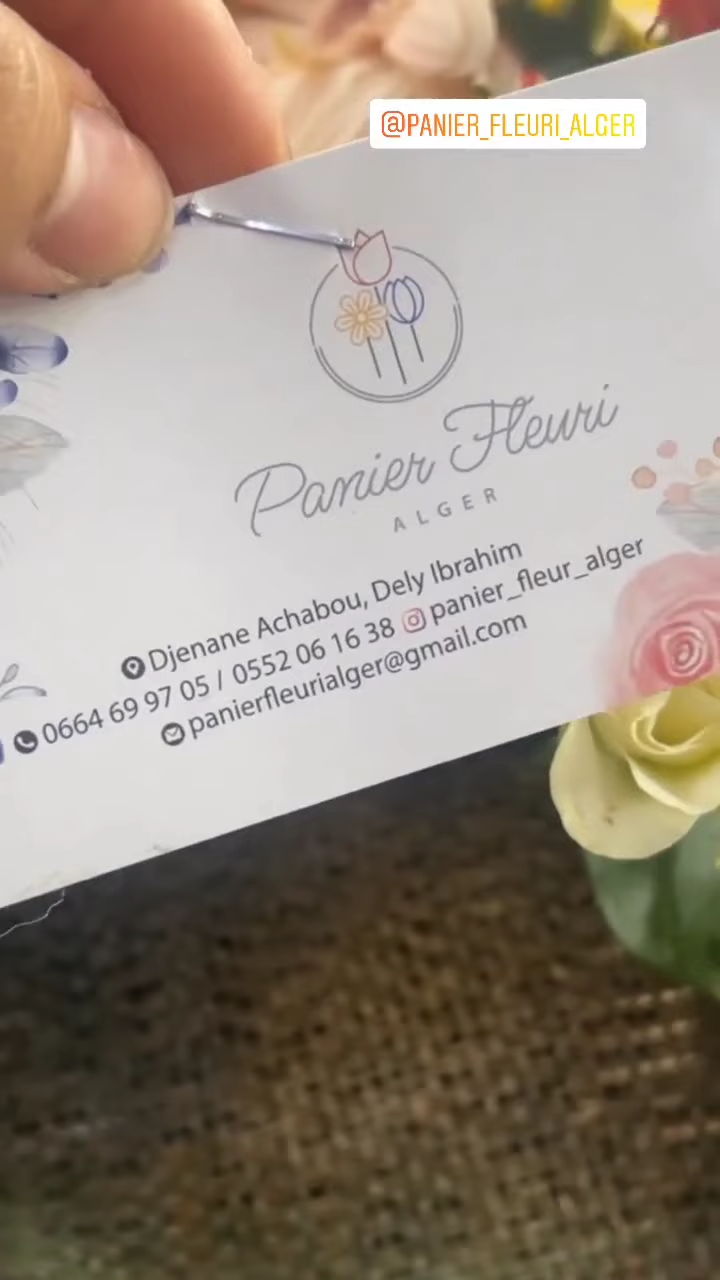 @PANIER_FLEURI_ALGER
Panier Fleuri
ALGER
Djenane Achabou, Dely Ibrahim
0664 69 97 05 / 0552 06 16 38 panier_fleur_alger
panierfleurialger@gmail.com